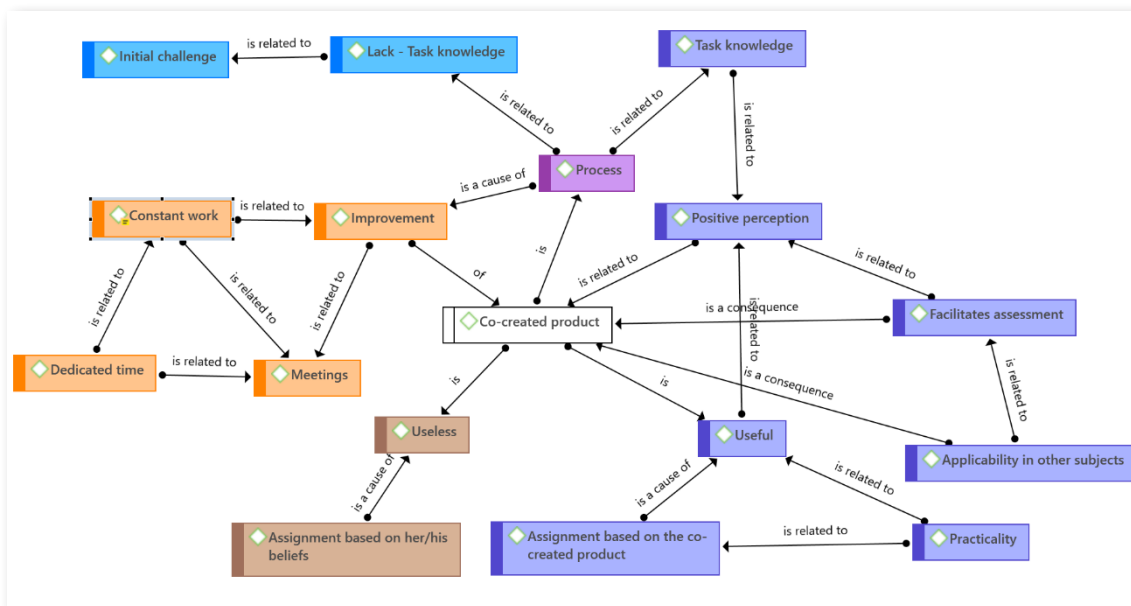 Initial challenge
is related to
Lack - Task knowledge
Task knowledge
is related to
is related to
is related to
Process
is a cause of
Constant work
is related to
Improvement
Positive perception
is related to
is related to
is related to
of
is
is related to
is related to
is related to
Co-created product
is a consequence
Facilitates assessment
Dedicated time
is related to
Meetings
is
is
is a consequence
is related to
Useless
Useful
Applicability in other subjects
is a cause of
is a cause of
is related to
Assignment based on her/his
beliefs
Assignment based on the co-
created product
is related to
Practicality